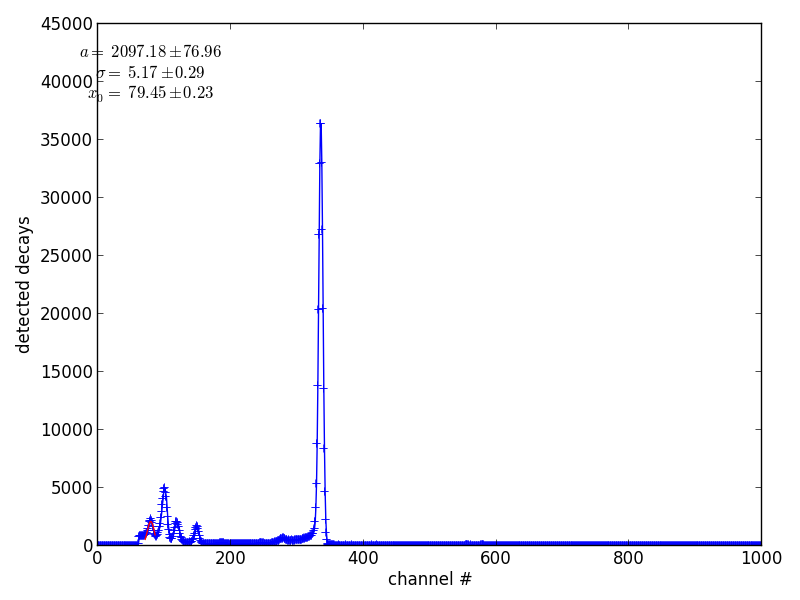 45000
a = 2097.18 ±76.96
σ = 5.17 ±0.29
40000
x₀ = 79.45 ±0.23
35000
30000
25000
20000
15000
10000
5000
0
detected decays
0 200 400 600 800 1000
channel #